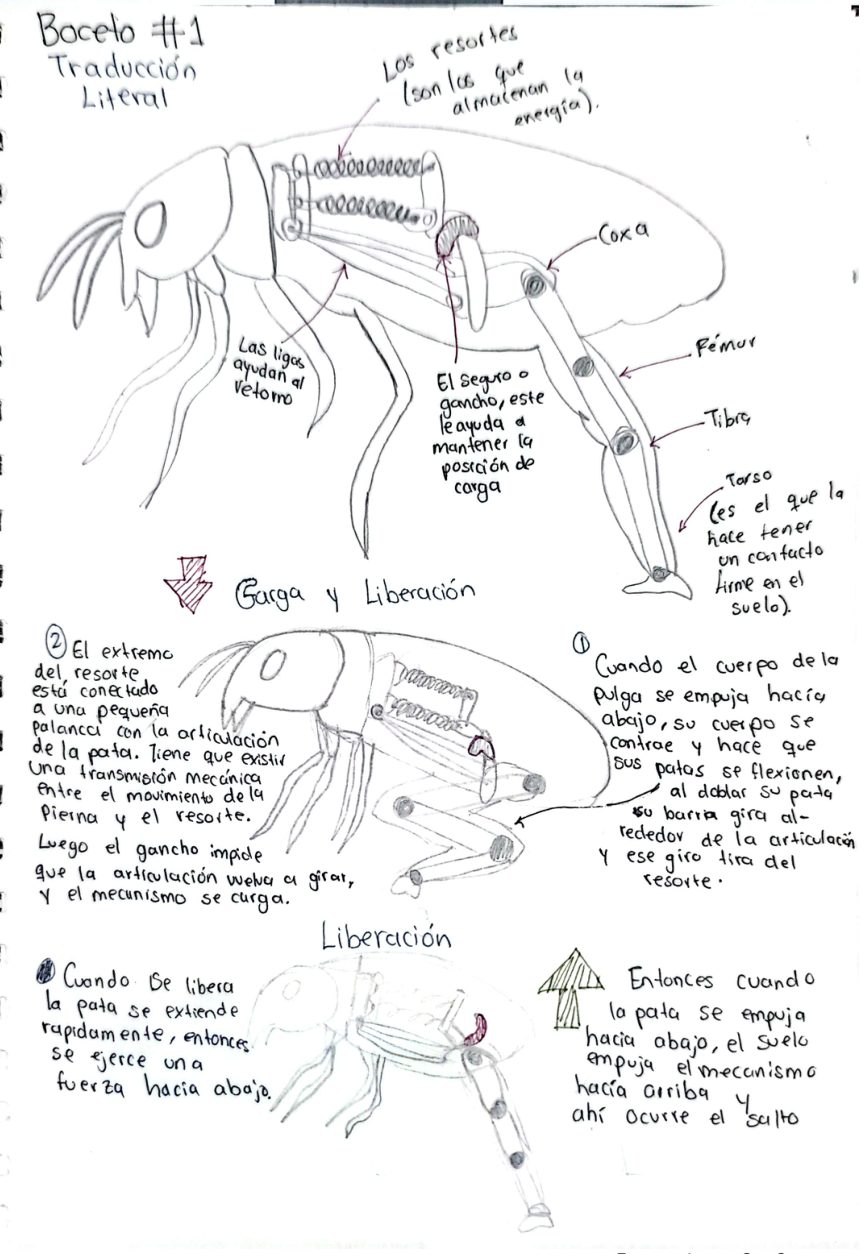 Boceto #1
Traducción
Literal
Los resortes
(son los que
almacenan la
energía).
Coxa
Fémur
Tibia
Torso
(es el que la
hace tener
un contacto
firme en el
suelo).
Las ligas
ayudan al
retorno
El seguro o
gancho, este
le ayuda a
mantener la
posición de
carga
Carga y Liberación
① Cuando el cuerpo de la
pulga se empuja hacía
abajo, su cuerpo se
contrae y hace que
sus patas se flexionen,
al doblar su pata
su barra gira al-
rededor de la articulación
y ese giro tira del
resorte.
② El extremo
del resorte
está conectado
a una pequeña
palanca con la articulación
de la pata. Tiene que existir
una transmisión mecánica
entre el movimiento de la
Pierna y el resorte.
Luego el gancho impide
que la articulación vuelva a girar,
y el mecanismo se carga.
Liberación
Cuando Se libera
la pata se extiende
rapidamente, entonces
se ejerce una
fuerza hacia abajo.
Entonces cuando
la pata se empuja
hacia abajo, el suelo
empuja el mecanismo
hacía arriba y
ahí ocurre el salto